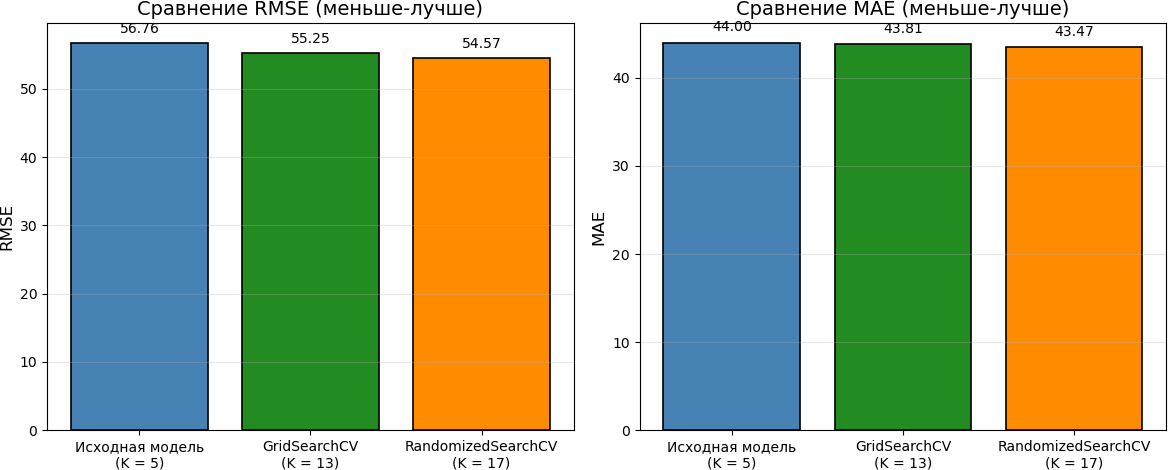 Сравнение RMSE (меньше-лучше)
56.76
55.25
54.57
50
40
30
20
10
0
RMSE
Исходная модель
(K = 5)
GridSearchCV
(K = 13)
RandomizedSearchCV
(K = 17)
Сравнение MAE (меньше-лучше)
44.00
43.81
43.47
40
30
20
10
0
MAE
Исходная модель
(K = 5)
GridSearchCV
(K = 13)
RandomizedSearchCV
(K = 17)